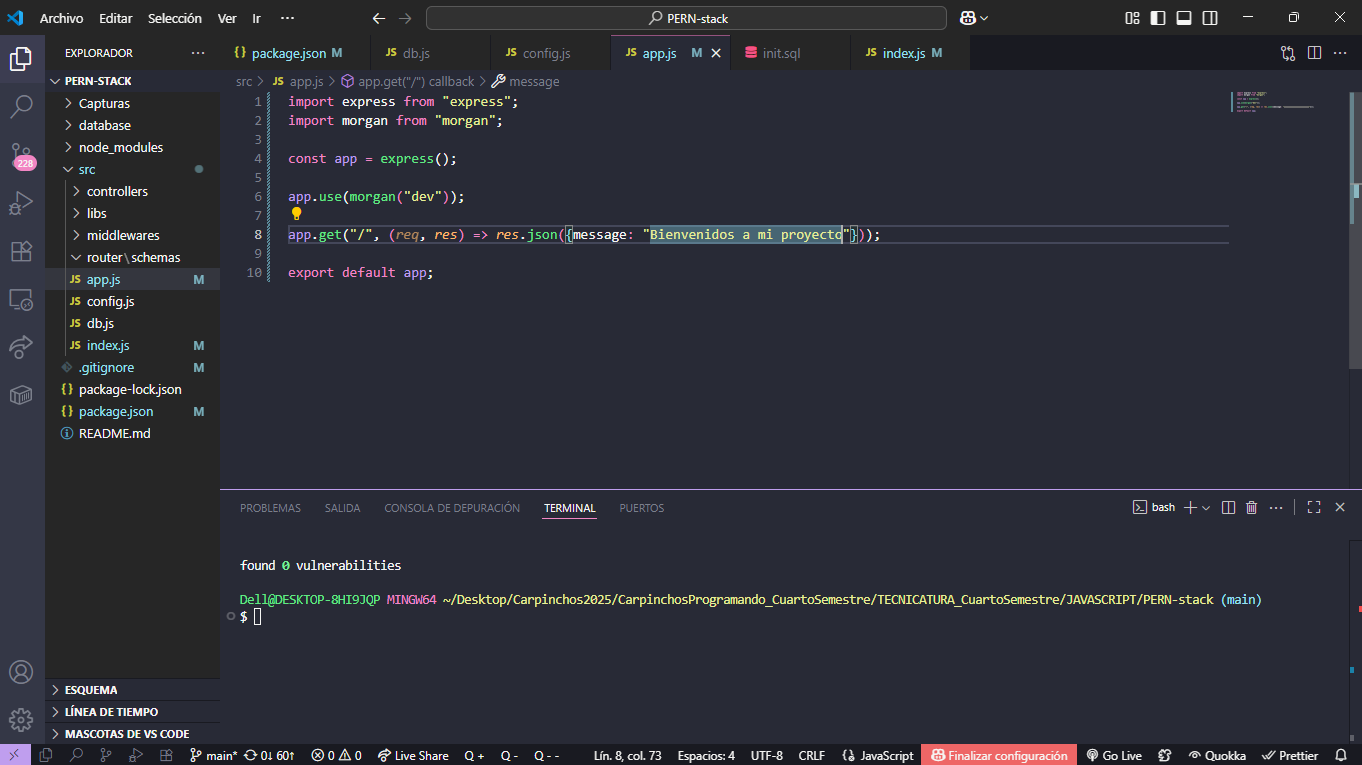 Archivo Editar Selección Ver Ir ··· PERN-stack
EXPLORADOR ···
PERN-STACK
Capturas
database
node_modules
src
controllers
libs
middlewares
router\schemas
JS app.js M
JS config.js
JS db.js
JS index.js M
.gitignore M
{} package-lock.json
{} package.json M
README.md
ESQUEMA
LÍNEA DE TIEMPO
MASCOTAS DE VS CODE
228
{} package.json M JS db.js JS config.js JS app.js M init.sql JS index.js M
src > JS app.js > app.get("/") callback > message
1 import express from "express";
2 import morgan from "morgan";
3
4 const app = express();
5
6 app.use(morgan("dev"));
7
8 app.get("/", (req, res) => res.json({message: "Bienvenidos a mi proyecto"}));
9
10 export default app;
PROBLEMAS SALIDA CONSOLA DE DEPURACIÓN TERMINAL PUERTOS bash
found 0 vulnerabilities
Dell@DESKTOP-8HI9JQP MINGW64 ~/Desktop/Carpinchos2025/CarpinchosProgramando_CuartoSemestre/TECNICATURA_CuartoSemestre/JAVASCRIPT/PERN-stack (main)
$
main* 0↓ 60↑ 0 0 Live Share Q + Q - Q - - Lín. 8, col. 73 Espacios: 4 UTF-8 CRLF {} JavaScript Finalizar configuración Go Live Quokka Prettier